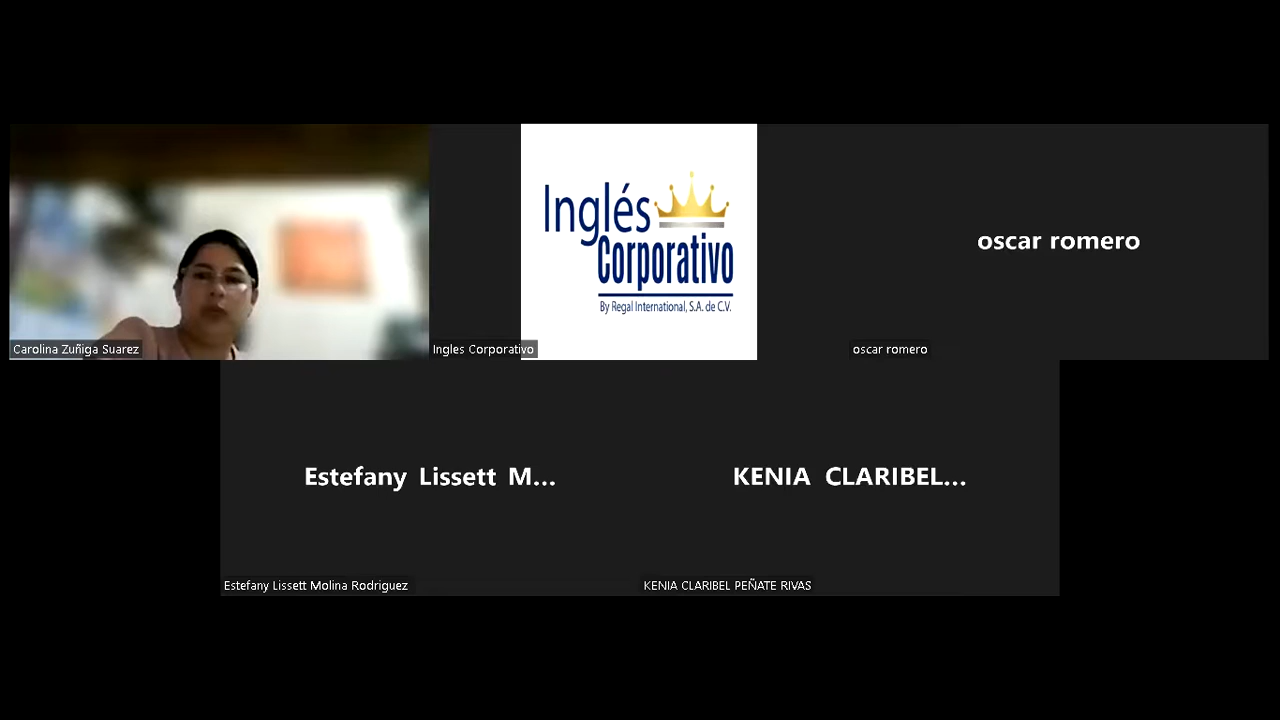 Inglés
Corporativo
By Regal International, S.A. de C.V.
oscar romero
Carolina Zuñiga Suarez
Ingles Corporativo
oscar romero
Estefany Lissett M...
KENIA CLARIBEL...
Estefany Lissett Molina Rodriguez
KENIA CLARIBEL PEÑATE RIVAS